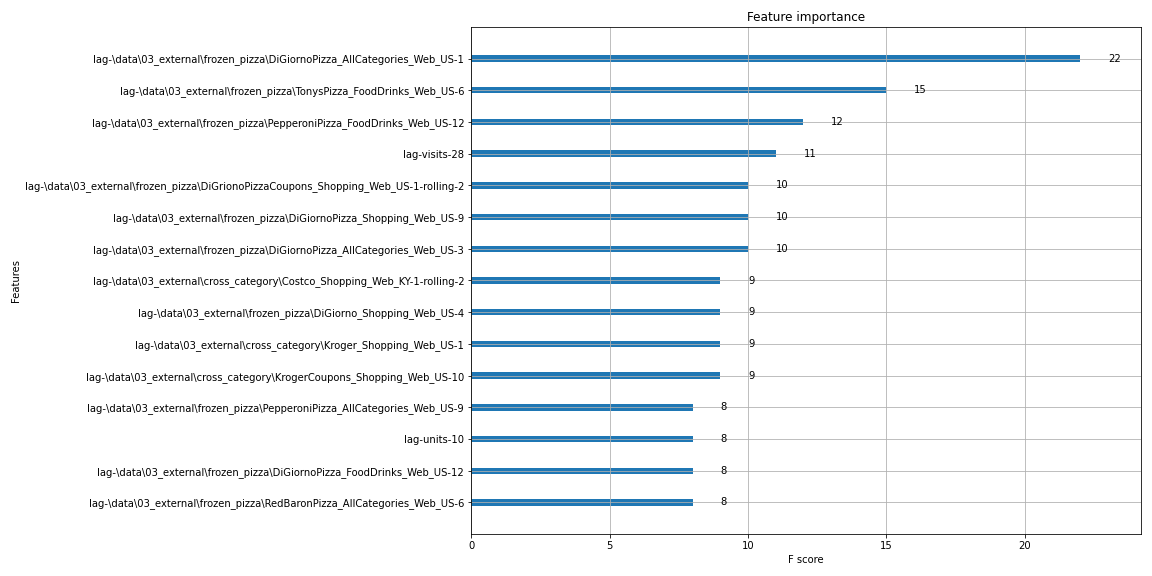 Feature importance
lag-\data\03_external\frozen_pizza\DiGiornoPizza_AllCategories_Web_US-1 22
lag-\data\03_external\frozen_pizza\TonysPizza_FoodDrinks_Web_US-6 15
lag-\data\03_external\frozen_pizza\PepperoniPizza_FoodDrinks_Web_US-12 12
lag-visits-28 11
lag-\data\03_external\frozen_pizza\DiGrionoPizzaCoupons_Shopping_Web_US-1-rolling-2 10
lag-\data\03_external\frozen_pizza\DiGiornoPizza_Shopping_Web_US-9 10
lag-\data\03_external\frozen_pizza\DiGiornoPizza_AllCategories_Web_US-3 10
lag-\data\03_external\cross_category\Costco_Shopping_Web_KY-1-rolling-2 9
lag-\data\03_external\frozen_pizza\DiGiorno_Shopping_Web_US-4 9
lag-\data\03_external\cross_category\Kroger_Shopping_Web_US-1 9
lag-\data\03_external\cross_category\KrogerCoupons_Shopping_Web_US-10 9
lag-\data\03_external\frozen_pizza\PepperoniPizza_AllCategories_Web_US-9 8
lag-units-10 8
lag-\data\03_external\frozen_pizza\DiGiornoPizza_FoodDrinks_Web_US-12 8
lag-\data\03_external\frozen_pizza\RedBaronPizza_AllCategories_Web_US-6 8
Features
0 5 10 15 20
F score